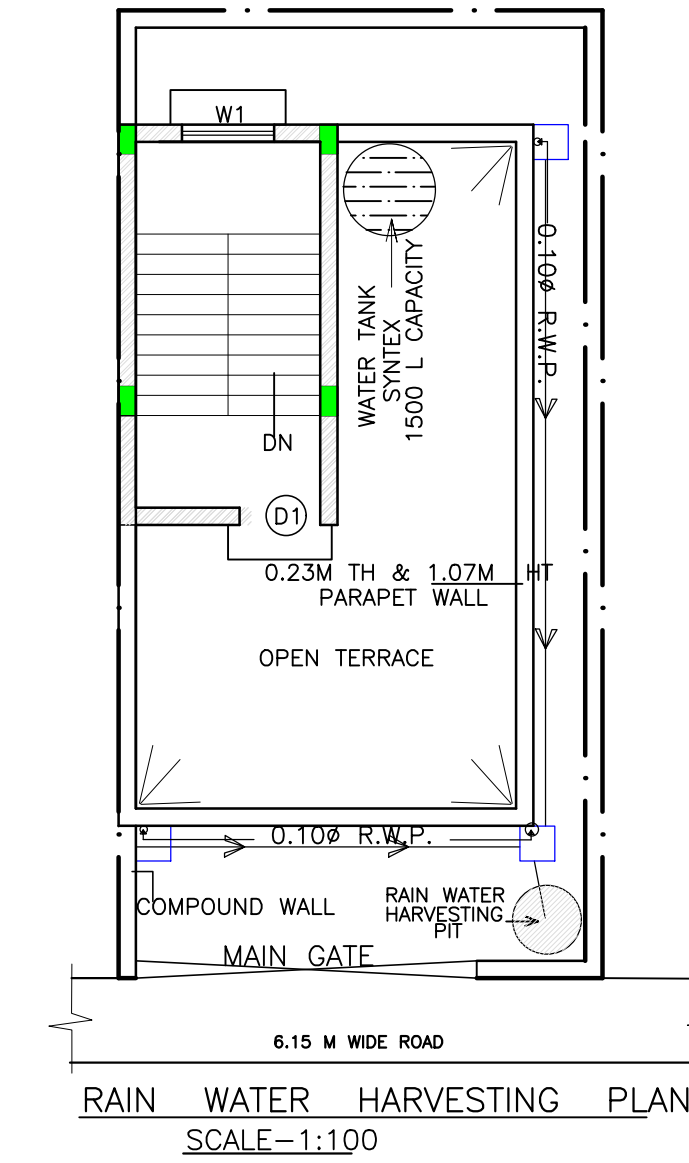 W1
0.10ø R.W.P.
WATER TANK
SYNTEX
1500 L CAPACITY
DN
D1
0.23M TH & 1.07M HT
PARAPET WALL
OPEN TERRACE
0.10ø R.W.P.
COMPOUND WALL
RAIN WATER
HARVESTING
PIT
MAIN GATE
6.15 M WIDE ROAD
RAIN WATER HARVESTING PLAN
SCALE-1:100